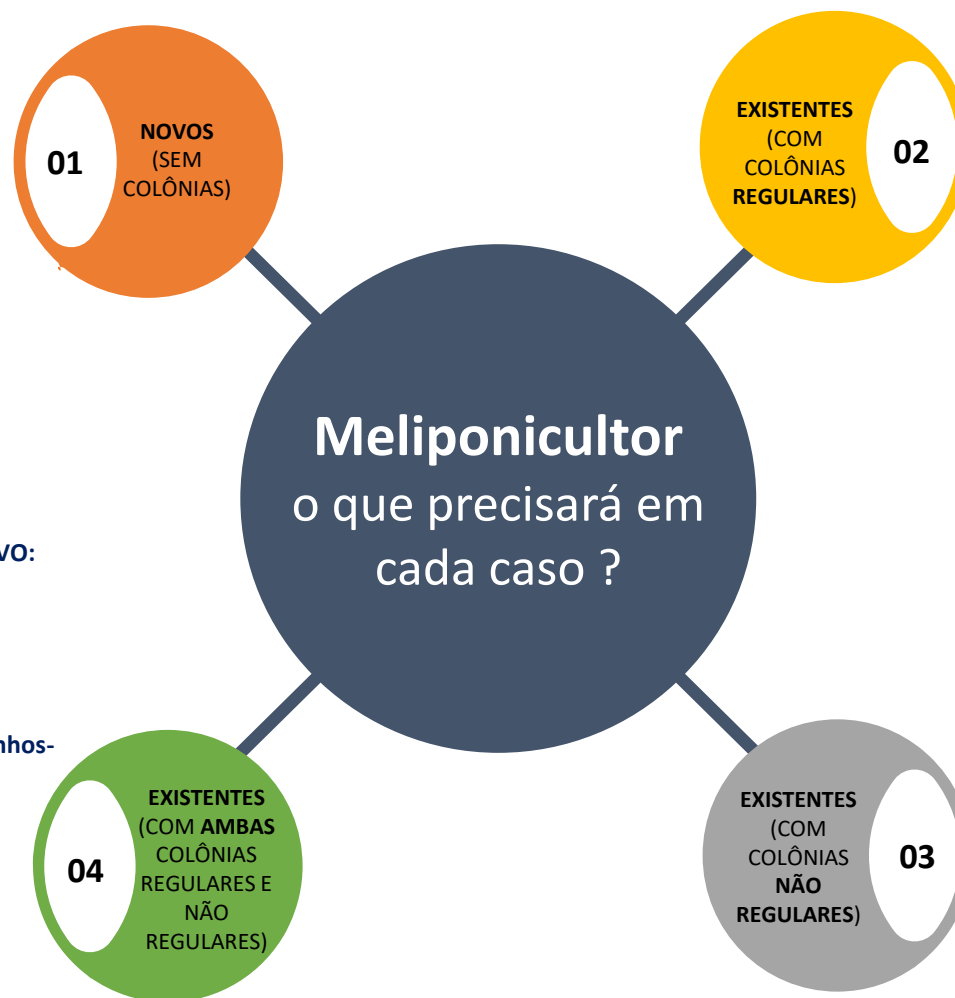 01
NOVOS
(SEM
COLÔNIAS)
EXISTENTES
(COM
COLÔNIAS
REGULARES)
02
Meliponicultor
o que precisará em
cada caso ?
VO:
nhos-
04
EXISTENTES
(COM AMBAS
COLÔNIAS
REGULARES E
NÃO
REGULARES)
EXISTENTES
(COM
COLÔNIAS
NÃO
REGULARES)
03